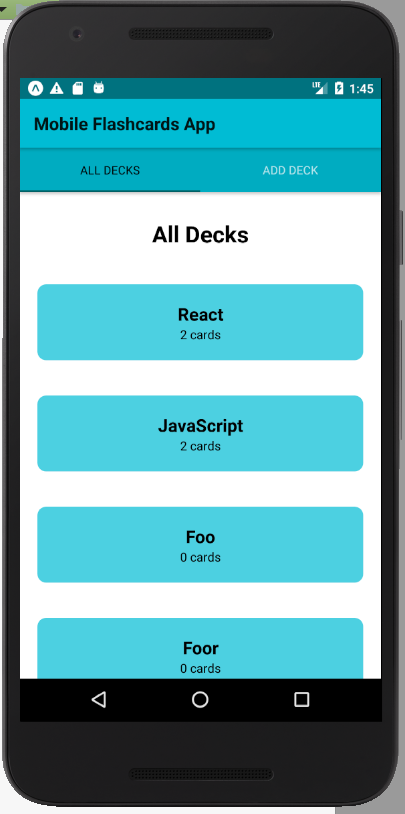 LTE 1:45
Mobile Flashcards App
ALL DECKS ADD DECK
All Decks
React
2 cards
JavaScript
2 cards
Foo
0 cards
Foor
0 cards